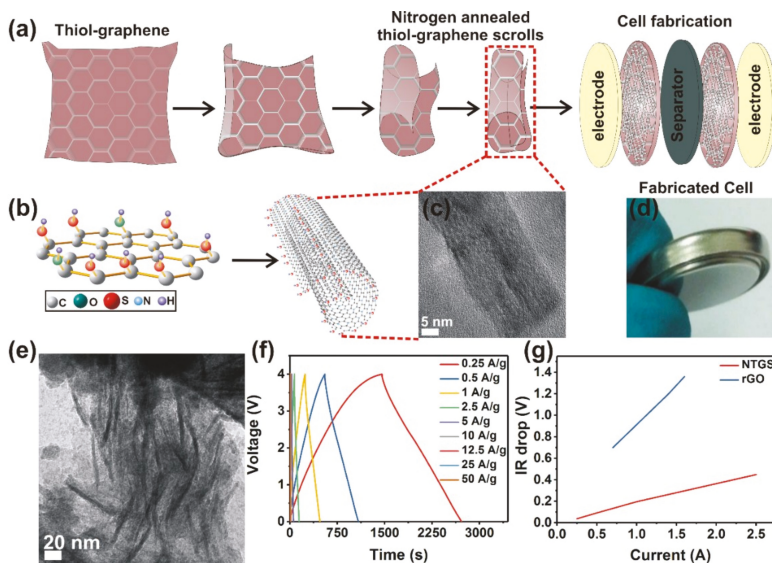 (a)
Thiol-graphene
Nitrogen annealed
thiol-graphene scrolls
Cell fabrication
electrode
Separator
electrode
(b)
C O S N H
(c)
5 nm
Fabricated Cell
(d)
(e)
20 nm
(f)
Voltage (V)
4
3
2
1
0
0 750 1500 2250 3000
Time (s)
0.25 A/g
0.5 A/g
1 A/g
2.5 A/g
5 A/g
10 A/g
12.5 A/g
25 A/g
50 A/g
(g)
NTGS
rGO
IR drop (V)
1.4
1.2
0.8
0.6
0.4
0.2
0.0
0.0 0.5 1.0 1.5 2.0 2.5
Current (A)